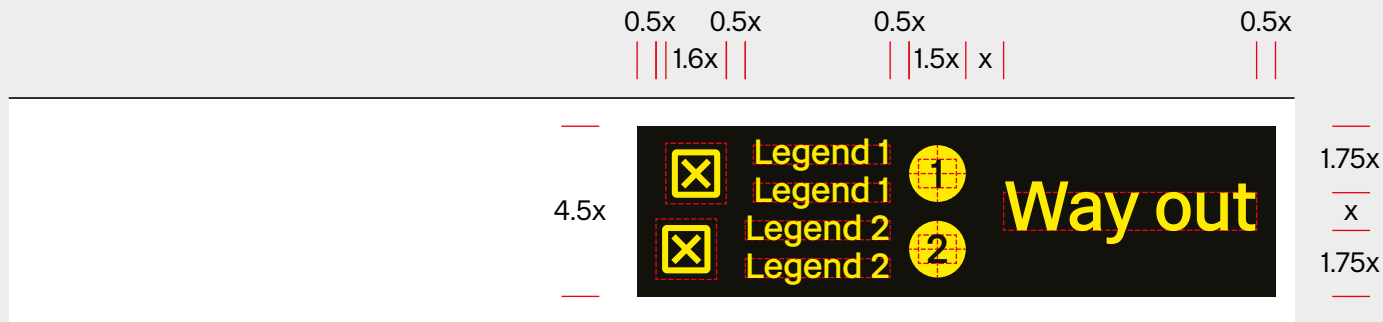 0.5x 0.5x 0.5x 0.5x
1.6x 1.5x x
4.5x
Legend 1
Legend 1
1
Legend 2
Legend 2
2
Way out
1.75x
x
1.75x